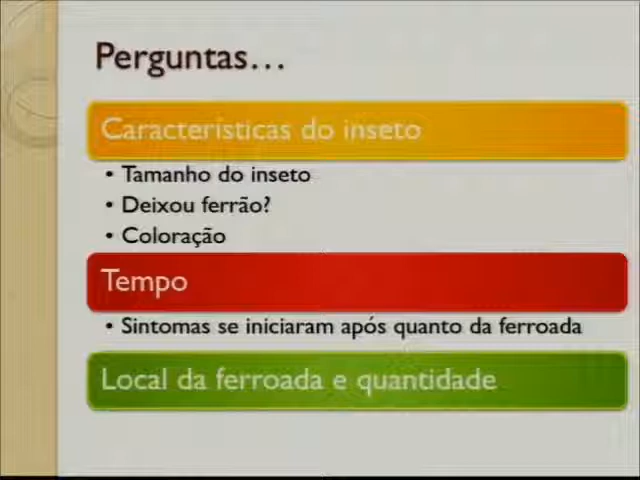 Perguntas...
Características do inseto
• Tamanho do inseto
• Deixou ferrão?
• Coloração
Tempo
• Sintomas se iniciaram após quanto da ferroada
Local da ferroada e quantidade